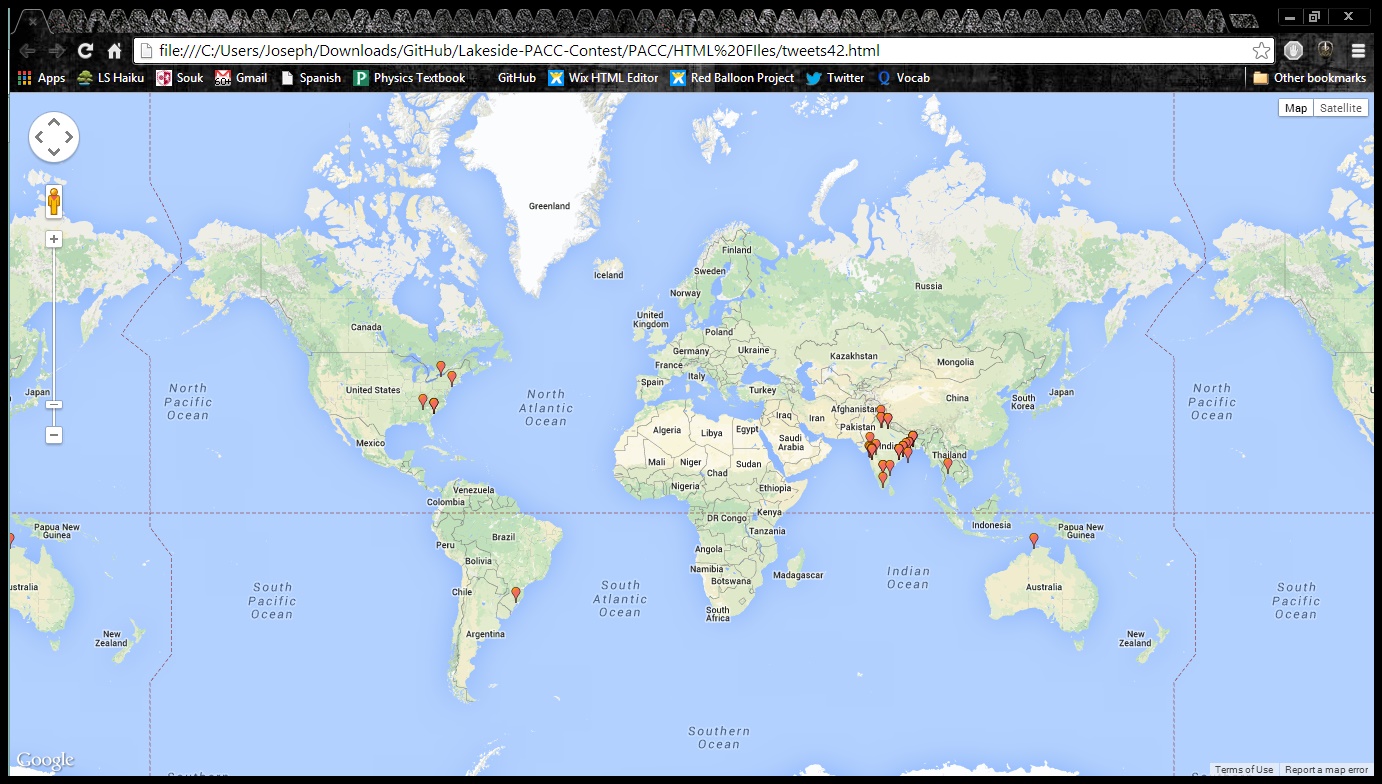 file:///C:/Users/Joseph/Downloads/GitHub/Lakeside-PACC-Contest/PACC/HTML%20FIles/tweets42.html
Apps LS Haiku Souk Gmail Spanish Physics Textbook GitHub Wix HTML Editor Red Balloon Project Twitter Vocab Other bookmarks
Map Satellite
Greenland
Finland
Iceland
Sweden
Russia
Norway
United
Kingdom
Canada
Poland
Germany
Ukraine
Kazakhstan
Mongolia
France
Italy
Spain
Turkey
United States
Japan
North
Pacific
Ocean
North
Atlantic
Ocean
China
South
Korea
Japan
North
Pacific
Ocean
Iraq
Iran
Afghanistan
Pakistan
Algeria
Libya
Egypt
Saudi
Arabia
Mexico
India
Thailand
Mali
Niger
Chad
Sudan
Nigeria
Ethiopia
Venezuela
Colombia
Kenya
DR Congo
Tanzania
Indonesia
Papua New
Guinea
Papua New
Guinea
Peru
Brazil
Bolivia
Angola
Namibia
Botswana
Madagascar
Indian
Ocean
Chile
South
Pacific
Ocean
South
Atlantic
Ocean
ustralia
Australia
South
Pacific
Ocean
South
Africa
Argentina
New
Zealand
New
Zealand
Southern
Ocean
Google
Southern
Terms of Use Report a map error